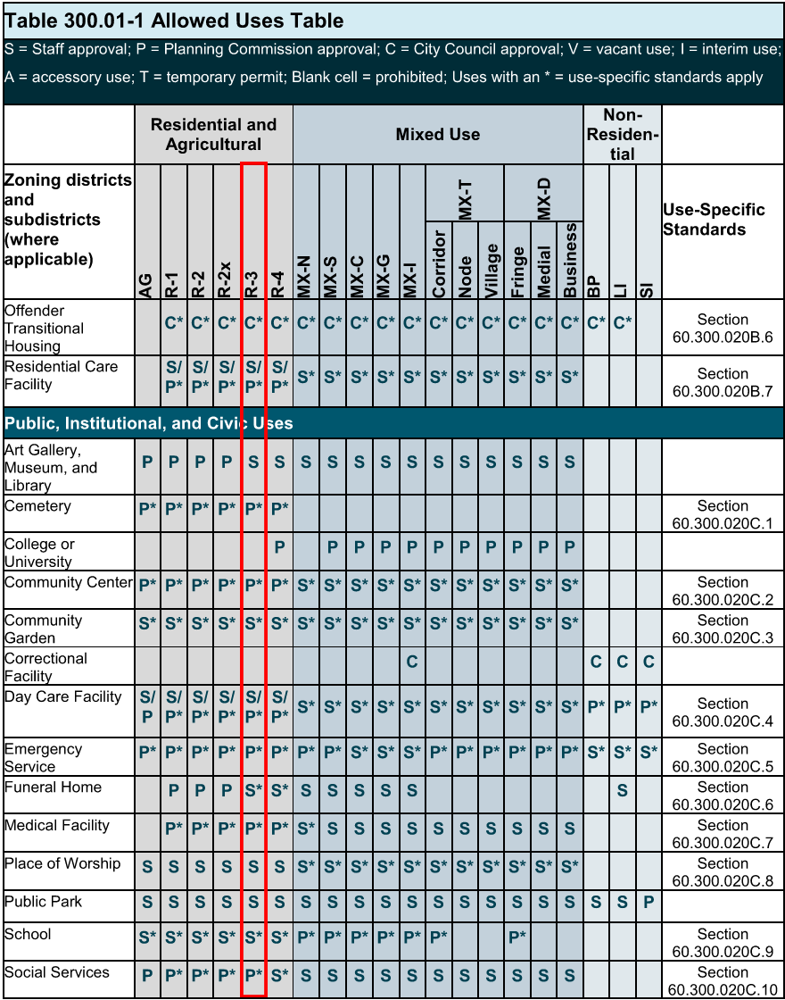 Table 300.01-1 Allowed Uses Table
S = Staff approval; P = Planning Commission approval; C = City Council approval; V = vacant use; I = interim use;
A = accessory use; T = temporary permit; Blank cell = prohibited; Uses with an * = use-specific standards apply
Residential and
Agricultural
Mixed Use
Non-
Residen-
tial
Zoning districts
and
subdistricts
(where
applicable)
AG
R-1
R-2
R-2x
R-3
R-4
MX-N
MX-S
MX-C
MX-G
MX-I
MX-T
Corridor
Node
Village
MX-D
Fringe
Medial
Business
BP
LI
SI
Use-Specific
Standards
Offender
Transitional
Housing
C* C* C* C* C* C* C* C* C* C* C* C* C* C* C* C* C* C*
Section
60.300.020B.6
Residential Care
Facility
S/ S/ S/ S/ S/
P* P* P* P* P* S* S* S* S* S* S* S* S* S* S* S*
Section
60.300.020B.7
Public, Institutional, and Civic Uses
Art Gallery,
Museum, and
Library
P P P P S S S S S S S S S S S S S
Cemetery
P* P* P* P* P* P*
Section
60.300.020C.1
College or
University
P P P P P P P P P P P
Community Center
P* P* P* P* P* P* S* S* S* S* S* S* S* S* S* S* S*
Section
60.300.020C.2
Community
Garden
S* S* S* S* S* S* S* S* S* S* S* S* S* S* S* S* S*
Section
60.300.020C.3
Correctional
Facility
C C C C
Day Care Facility
S/ S/ S/ S/ S/ S/
P P* P* P* P* P* S* S* S* S* S* S* S* S* S* S* S* P* P* P*
Section
60.300.020C.4
Emergency
Service
P* P* P* P* P* P* P* P* S* S* S* P* P* P* P* P* P* S* S* S*
Section
60.300.020C.5
Funeral Home
P P P S* S* S S S S S S
Section
60.300.020C.6
Medical Facility
P* P* P* P* P* S* S S S S S S S S S S
Section
60.300.020C.7
Place of Worship
S S S S S S S* S* S* S* S* S* S* S* S* S* S*
Section
60.300.020C.8
Public Park
S S S S S S S S S S S S S S S S S S S P
School
S* S* S* S* S* S* P* P* P* P* P* P* P*
Section
60.300.020C.9
Social Services
P P* P* P* P* S* S S S S S S S S S S S
Section
60.300.020C.10